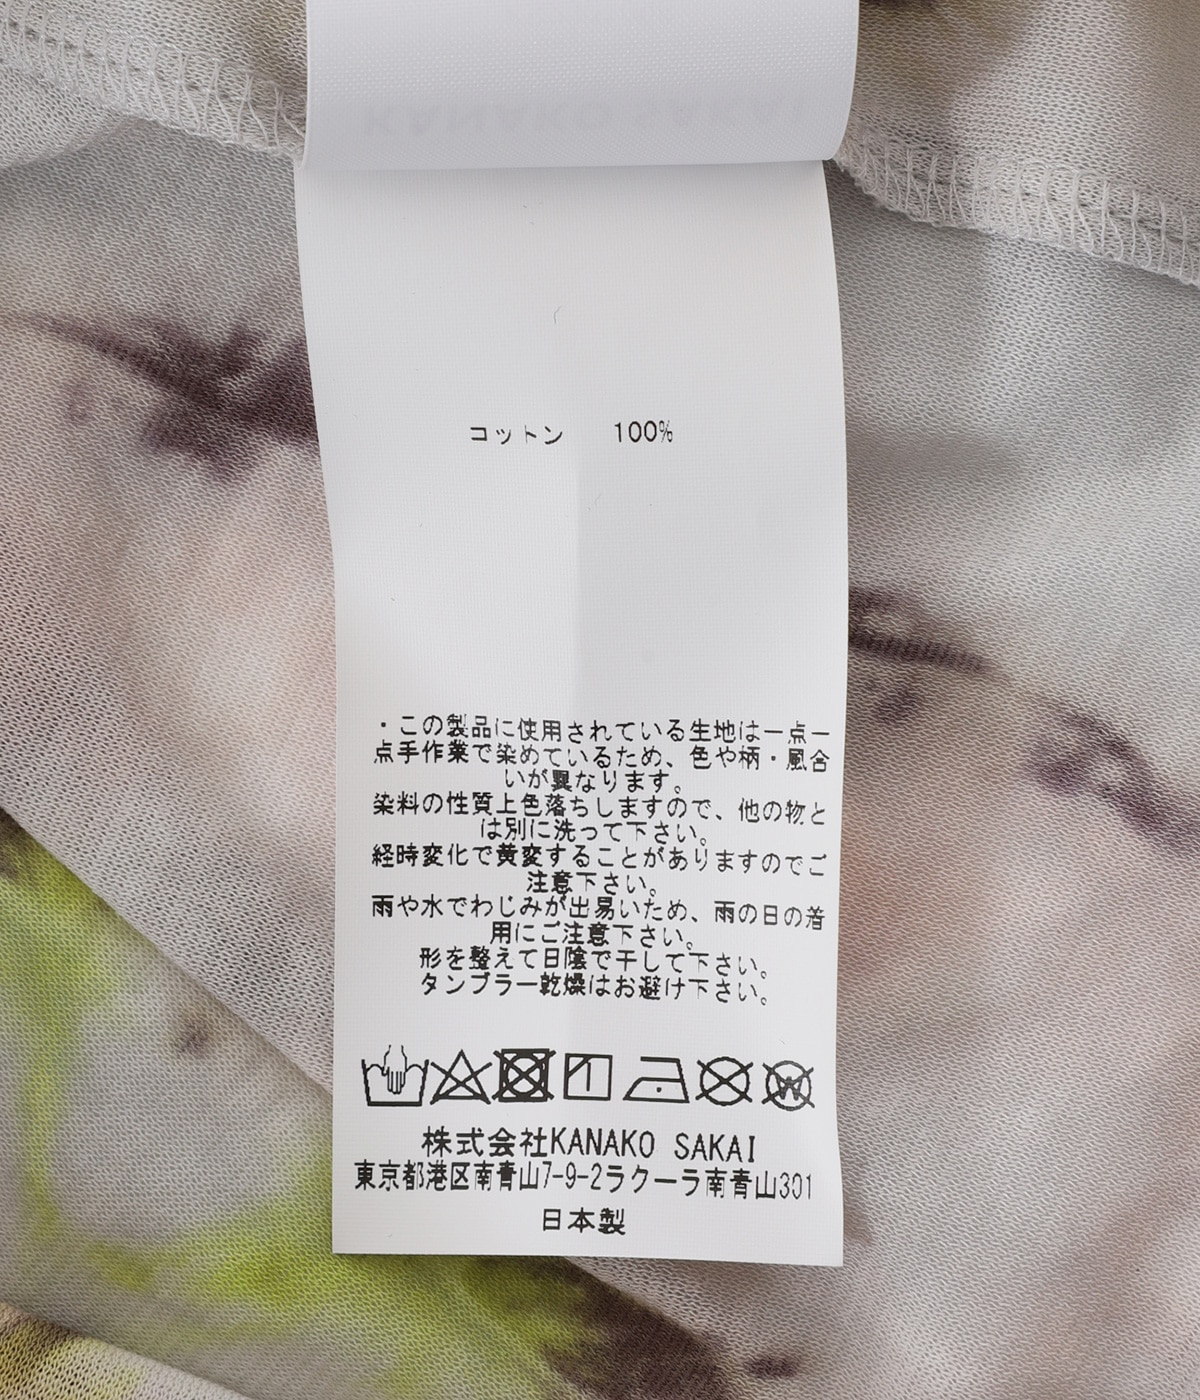 KANAKO SAKAI
コットン 100%
・この製品に使用されている生地は一点一
点手作業で染めているため、色や柄・風合
いが異なります。
染料の性質上色落ちしますので、他の物と
は別に洗って下さい。
経時変化で黄変することがありますのでご
注意下さい。
雨や水でわじみが出易いため、雨の日の着
用にご注意下さい。
形を整えて日陰で干して下さい。
タンブラー乾燥はお避け下さい。
W
株式会社KANAKO SAKAI
東京都港区南青山7-9-2ラクーラ南青山301
日本製